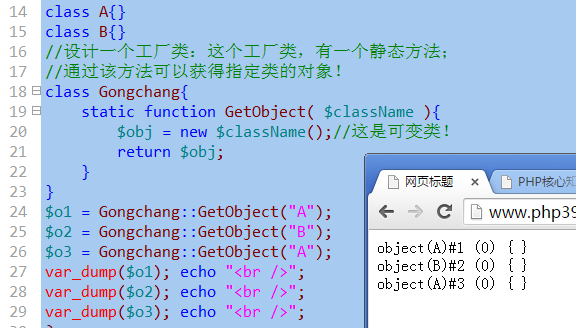 14 class A{}
15 class B{}
16 //设计一个工厂类：这个工厂类，有一个静态方法；
17 //通过该方法可以获得指定类的对象！
18 class Gongchang{
19 static function GetObject( $className ){
20 $obj = new $className();//这是可变类！
21 return $obj;
22 }
23 }
24 $o1 = Gongchang::GetObject("A");
25 $o2 = Gongchang::GetObject("B");
26 $o3 = Gongchang::GetObject("A");
27 var_dump($o1); echo "<br />";
28 var_dump($o2); echo "<br />";
29 var_dump($o3); echo "<br />";
网页标题
PHP核心知
www.php39
object(A)#1 (0) { }
object(B)#2 (0) { }
object(A)#3 (0) { }